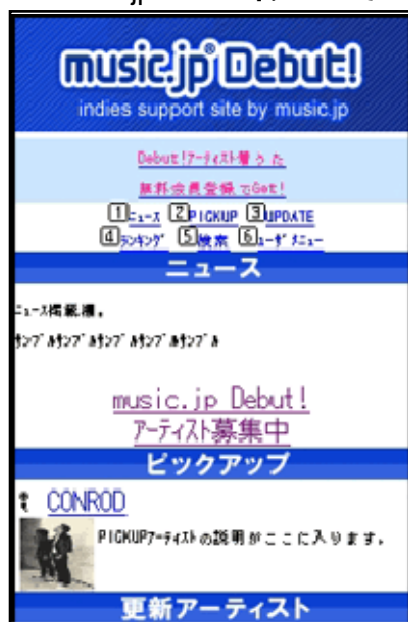 music.jp Debut!
indies support site by music.jp
Debut!ｱｰﾃｨｽﾄ着うた
無料会員登録でGet!
1ﾆｭｰｽ 2PICKUP 3UPDATE
4ﾗﾝｷﾝｸﾞ 5検索 6ﾕｰｻﾞﾒﾆｭｰ
ニュース
ﾆｭｰｽ掲載欄。
ｻﾝﾌﾟﾙｻﾝﾌﾟﾙｻﾝﾌﾟﾙｻﾝﾌﾟﾙｻﾝﾌﾟﾙ
music.jp Debut!
ｱｰﾃｨｽﾄ募集中
ピックアップ
CONROD
PICKUPｱｰﾃｨｽﾄの説明がここに入ります。
更新アーティスト